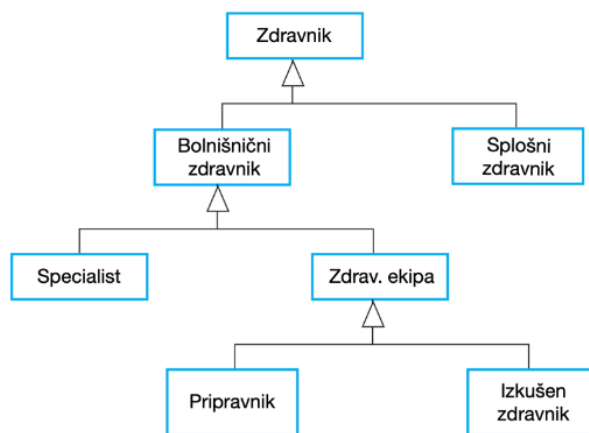 Zdravnik
Bolnišnični
zdravnik
Splošni
zdravnik
Specialist
Zdrav. ekipa
Pripravnik
Izkušen
zdravnik